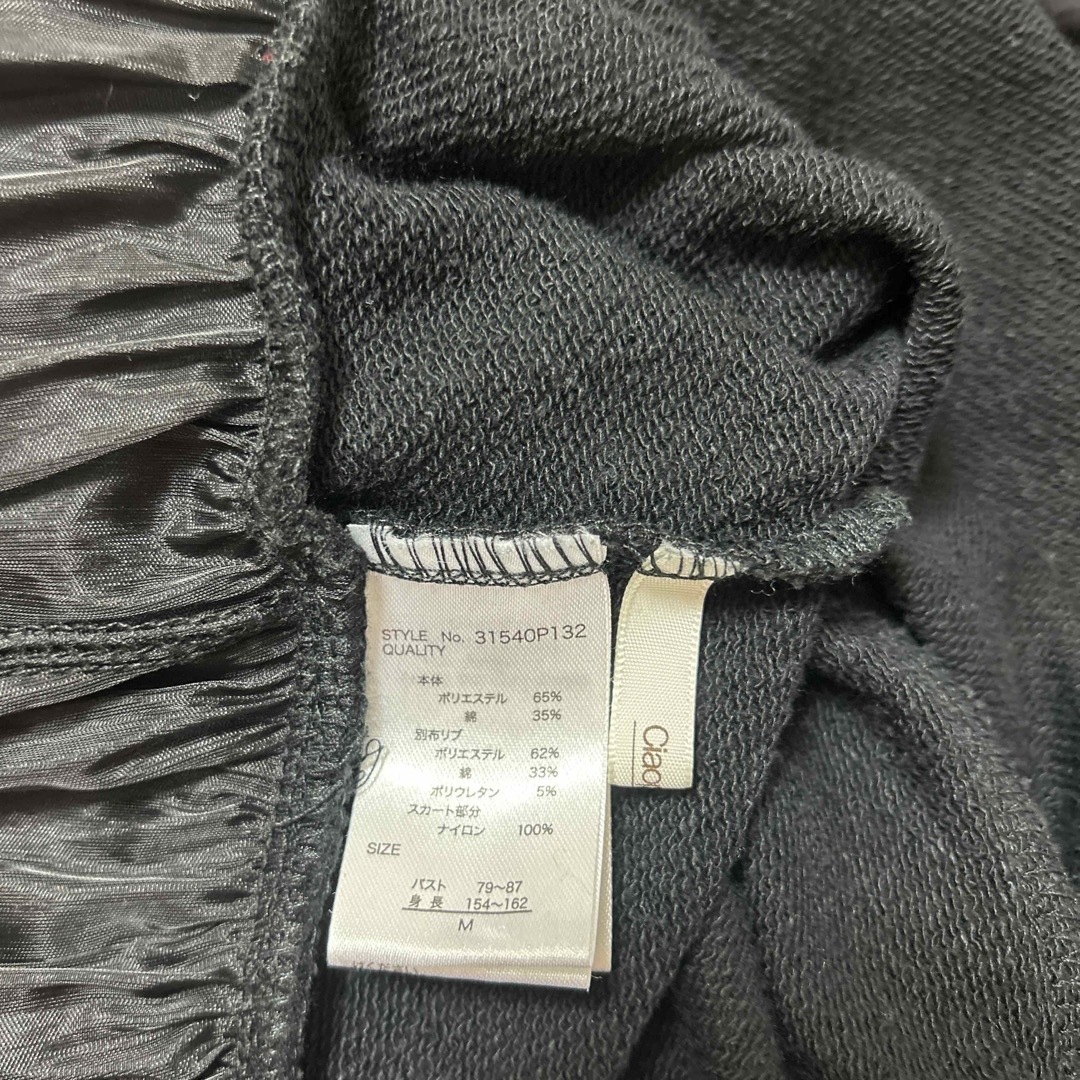 STYLE No. 31540P132
QUALITY
本体
ポリエステル 65%
綿 35%
別布リブ
ポリエステル 62%
綿 33%
ポリウレタン 5%
スカート部分
ナイロン 100%
SIZE
バスト 79~87
身 長 154~162
M
Ciao